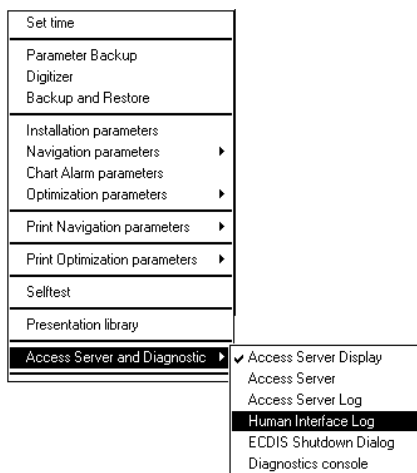 Set time
Parameter Backup
Digitizer
Backup and Restore
Installation parameters
Navigation parameters
Chart Alarm parameters
Optimization parameters
Print Navigation parameters
Print Optimization parameters
Selftest
Presentation library
Access Server and Diagnostic
Access Server Display
Access Server
Access Server Log
Human Interface Log
ECDIS Shutdown Dialog
Diagnostics console